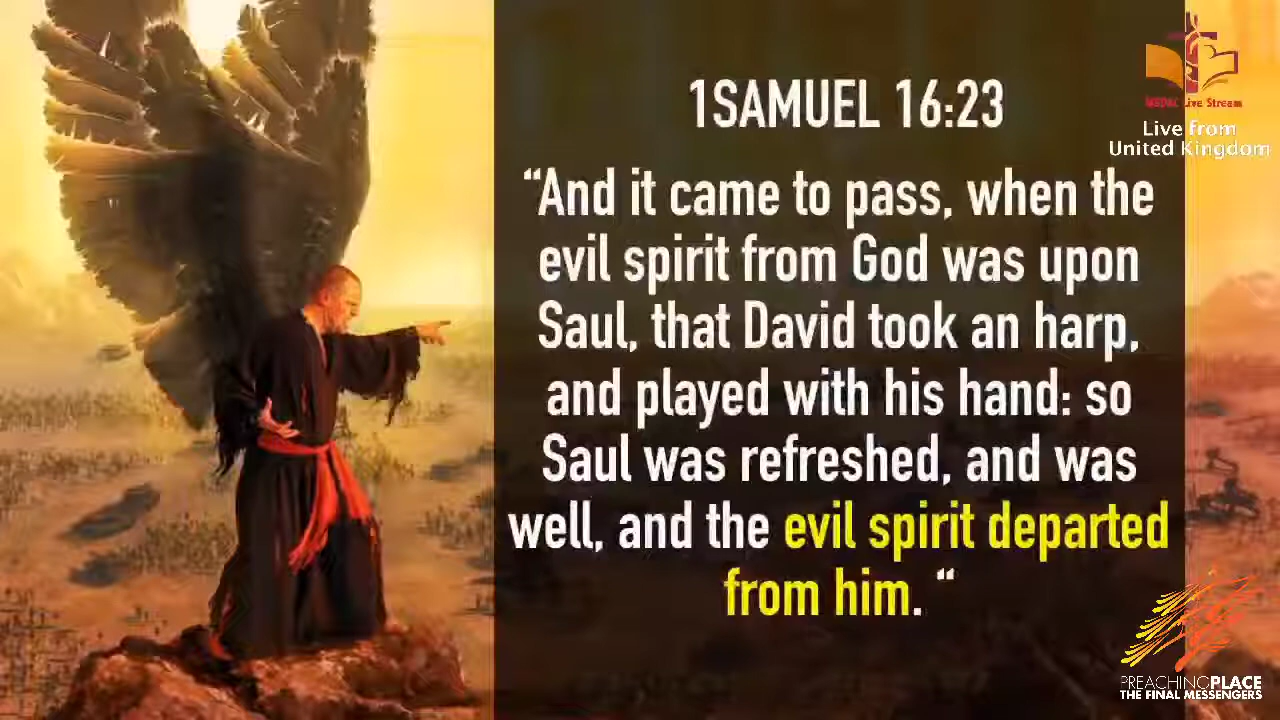 1SAMUEL 16:23
“And it came to pass, when the
evil spirit from God was upon
Saul, that David took an harp,
and played with his hand: so
Saul was refreshed, and was
well, and the evil spirit departed
from him. “
Live Stream
Live from
United Kingdom
PREACHINGPLACE
THE FINAL MESSENGERS